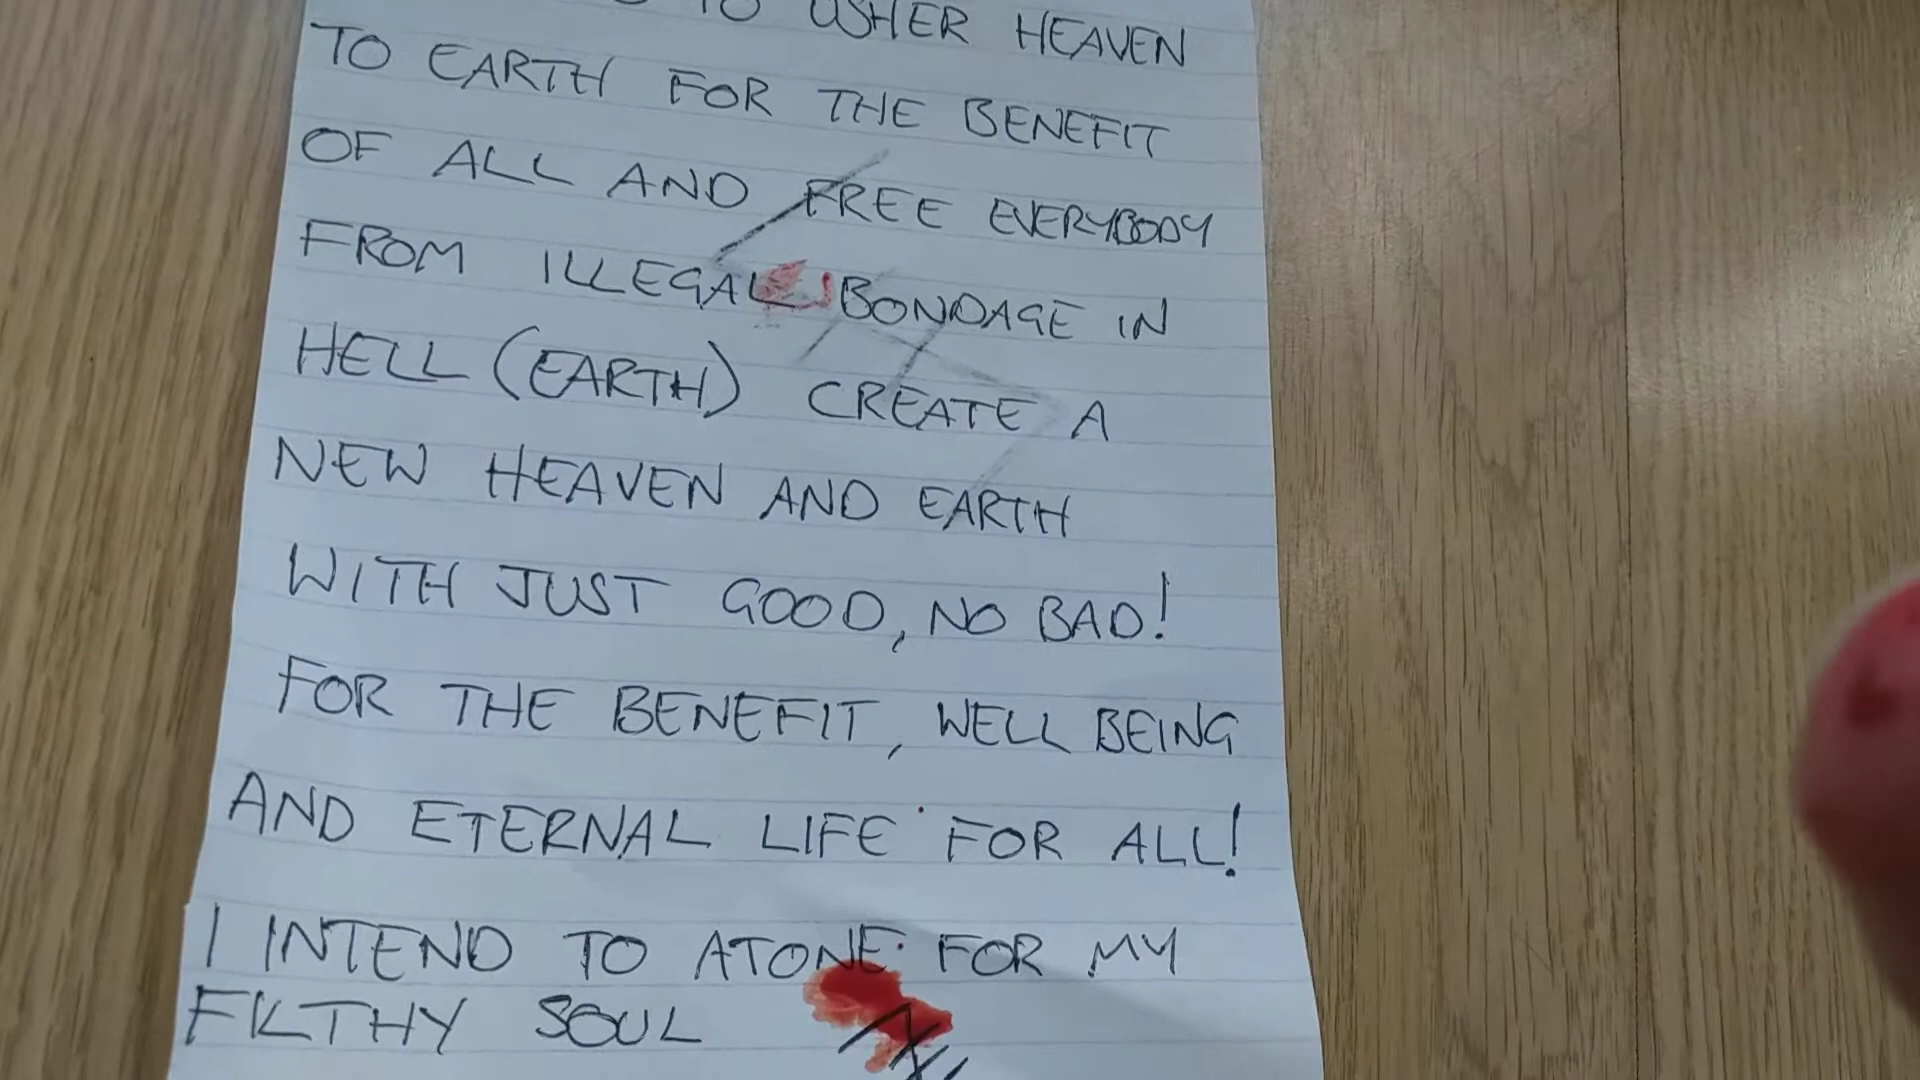 TO USHER HEAVEN
TO EARTH FOR THE BENEFIT
OF ALL AND FREE EVERYBODY
FROM ILLEGAL BONDAGE IN
HELL (EARTH) CREATE A
NEW HEAVEN AND EARTH
WITH JUST GOOD, NO BAD!
FOR THE BENEFIT, WELL BEING
AND ETERNAL LIFE FOR ALL!
I INTEND TO ATONE FOR MY
FILTHY SOUL